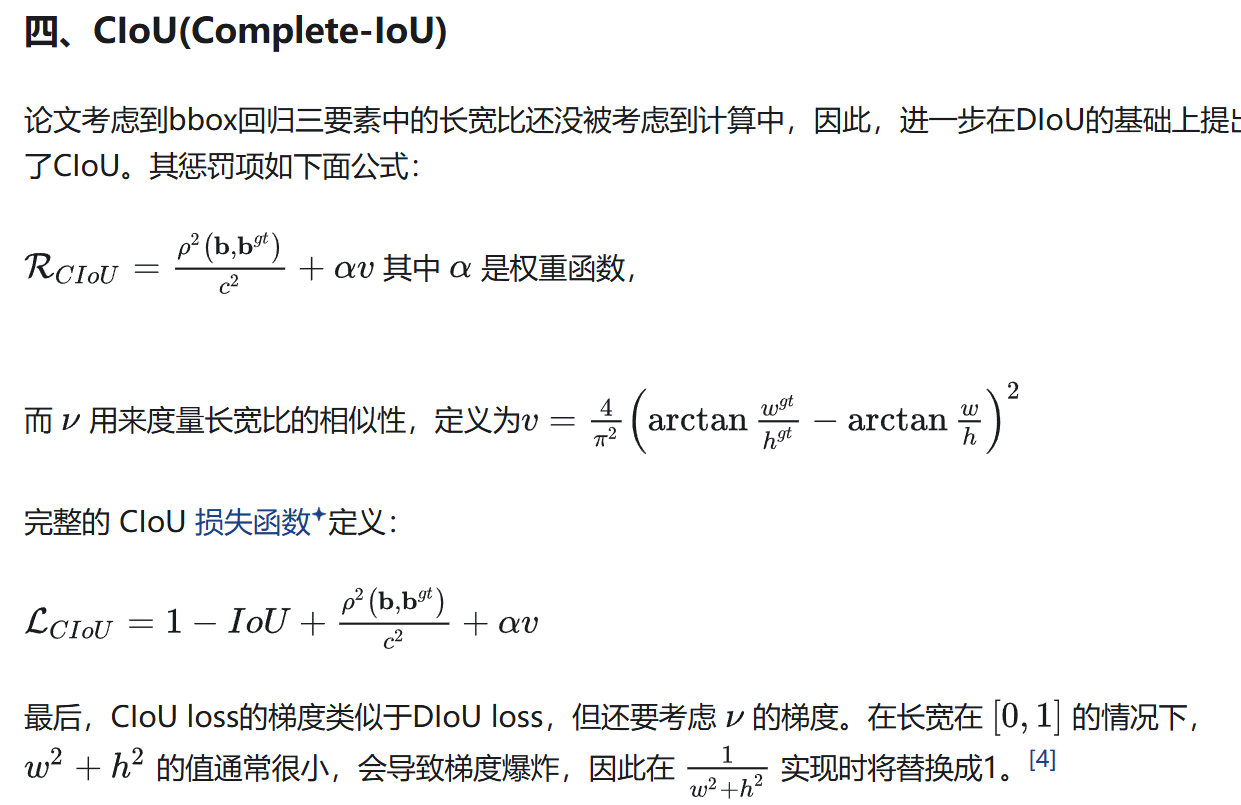 四、CIoU(Complete-IoU)
论文考虑到bbox回归三要素中的长宽比还没被考虑到计算中，因此，进一步在DIoU的基础上提出
了CIoU。其惩罚项如下面公式：
$\mathcal{R}_{CIoU} = \frac{\rho^2(\mathbf{b},\mathbf{b}^{gt})}{c^2} + \alpha v$ 其中 $\alpha$ 是权重函数，
而 $\nu$ 用来度量长宽比的相似性，定义为$v = \frac{4}{\pi^2}\left(\arctan\frac{w^{gt}}{h^{gt}} - \arctan\frac{w}{h}\right)^2$
完整的 CIoU 损失函数定义：
$\mathcal{L}_{CIoU} = 1 - IoU + \frac{\rho^2(\mathbf{b},\mathbf{b}^{gt})}{c^2} + \alpha v$
最后，CIoU loss的梯度类似于DIoU loss，但还要考虑 $\nu$ 的梯度。在长宽在 $[0,1]$ 的情况下，
$w^2 + h^2$ 的值通常很小，会导致梯度爆炸，因此在 $\frac{1}{w^2+h^2}$ 实现时将替换成1。[4]